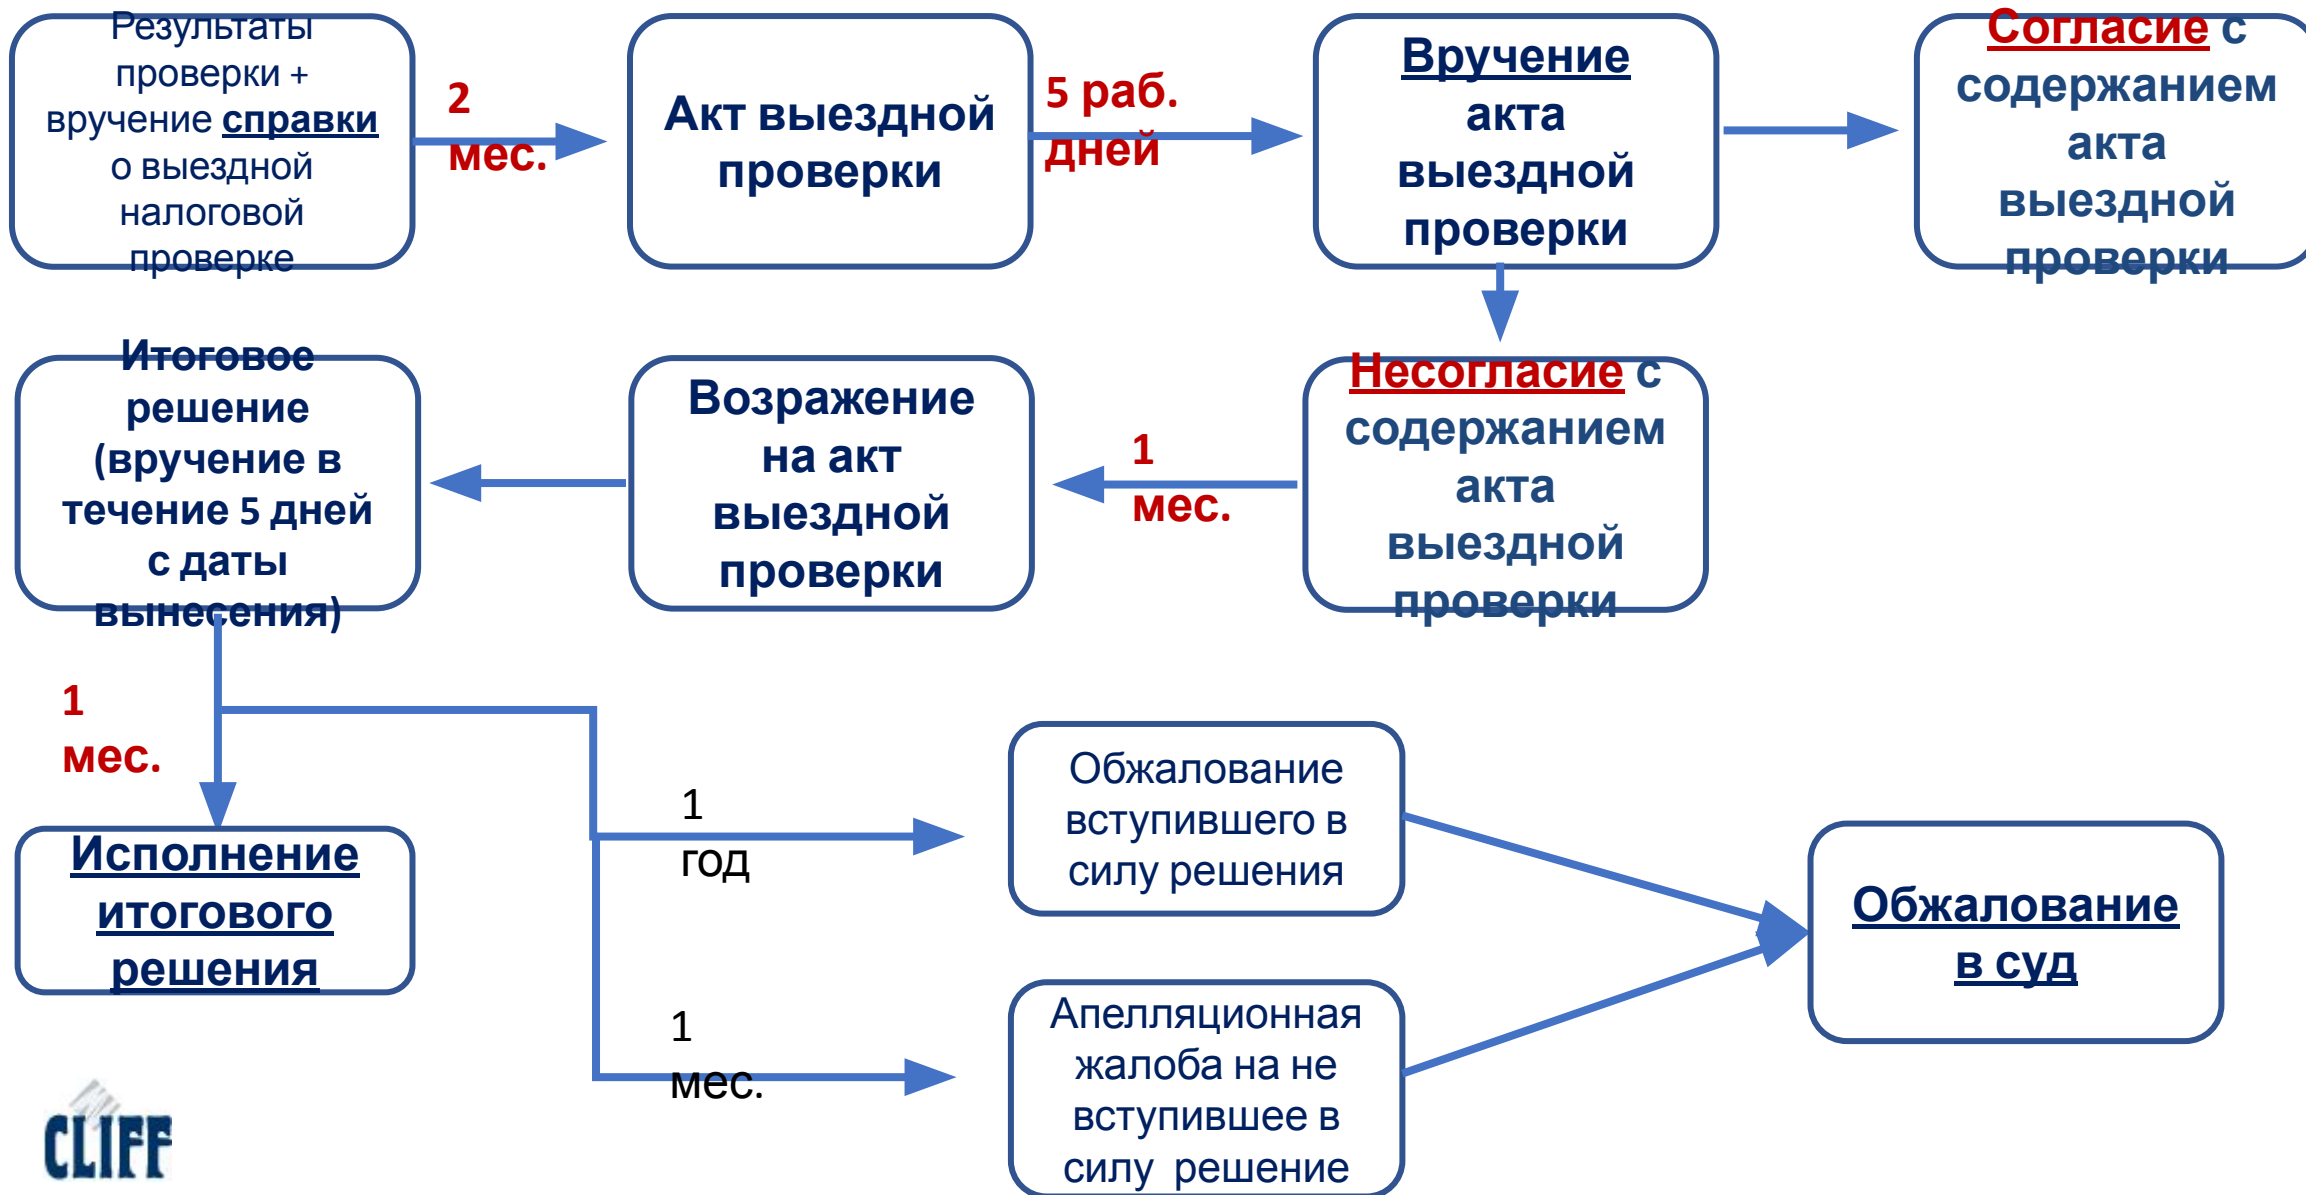 Результаты
проверки +
вручение справки
о выездной
налоговой
проверке
2
мес.
Акт выездной
проверки
5 раб.
дней
Вручение
акта
выездной
проверки
Согласие с
содержанием
акта
выездной
проверки
Несогласие с
содержанием
акта
выездной
проверки
1
мес.
Возражение
на акт
выездной
проверки
Итоговое
решение
(вручение в
течение 5 дней
с даты
вынесения)
1
мес.
Исполнение
итогового
решения
1
год
Обжалование
вступившего в
силу решения
1
мес.
Апелляционная
жалоба на не
вступившее в
силу решение
Обжалование
в суд
CLIFF